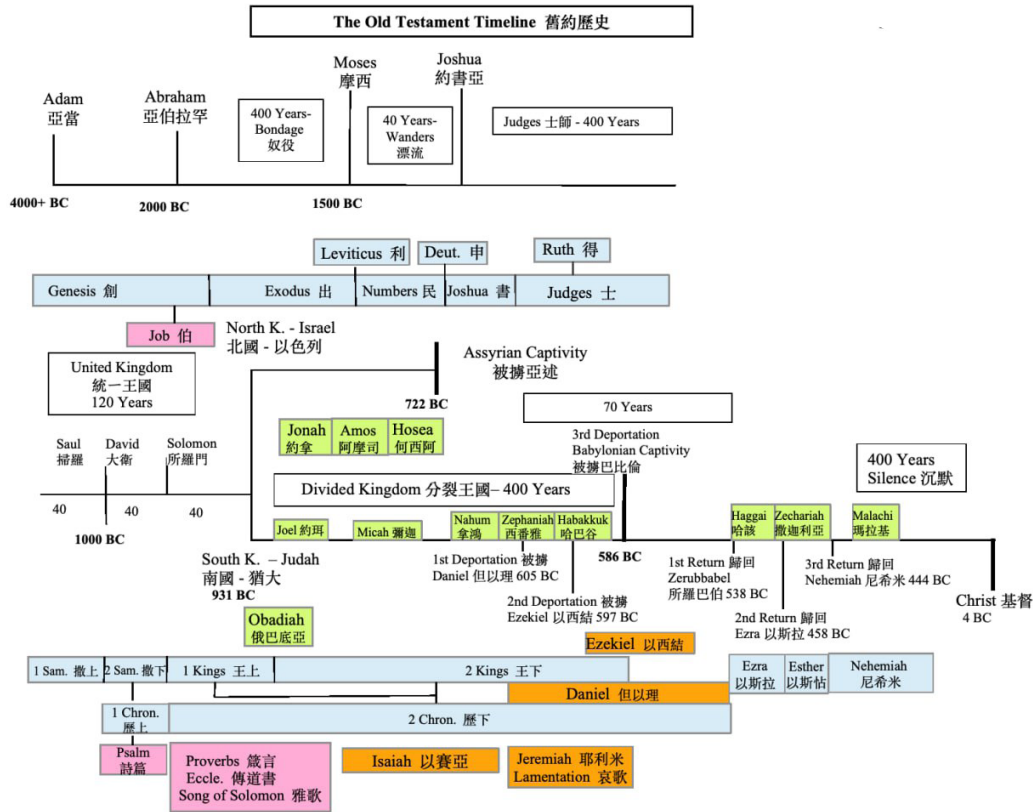 The Old Testament Timeline 舊約歷史
Adam
亞當
Abraham
亞伯拉罕
400 Years-
Bondage
奴役
Moses
摩西
40 Years-
Wanders
漂流
Joshua
約書亞
Judges 士師 - 400 Years
4000+ BC
2000 BC
1500 BC
Leviticus 利
Deut. 申
Ruth 得
Genesis 創
Exodus 出
Numbers 民
Joshua 書
Judges 士
Job 伯
North K. - Israel
北國 - 以色列
United Kingdom
統一王國
120 Years
Assyrian Captivity
被擄亞述
722 BC
70 Years
Jonah
約拿
Amos
阿摩司
Hosea
何西阿
3rd Deportation
Babylonian Captivity
被擄巴比倫
Saul
掃羅
David
大衛
Solomon
所羅門
400 Years
Silence 沉默
Divided Kingdom 分裂王國– 400 Years
40
40
40
1000 BC
Joel 約珥
Micah 彌迦
Nahum
拿鴻
Zephaniah
西番雅
Habakkuk
哈巴谷
586 BC
Haggai
哈該
Zechariah
撒迦利亞
Malachi
瑪拉基
South K. – Judah
南國 - 猶大
931 BC
1st Deportation 被擄
Daniel 但以理 605 BC
2nd Deportation 被擄
Ezekiel 以西結 597 BC
1st Return 歸回
Zerubbabel
所羅巴伯 538 BC
2nd Return 歸回
Ezra 以斯拉 458 BC
3rd Return 歸回
Nehemiah 尼希米 444 BC
Christ 基督
4 BC
Obadiah
俄巴底亞
Ezekiel 以西結
1 Sam. 撒上
2 Sam. 撒下
1 Kings 王上
2 Kings 王下
Ezra
以斯拉
Esther
以斯帖
Nehemiah
尼希米
Daniel 但以理
1 Chron.
歷上
2 Chron. 歷下
Psalm
詩篇
Proverbs 箴言
Eccle. 傳道書
Song of Solomon 雅歌
Isaiah 以賽亞
Jeremiah 耶利米
Lamentation 哀歌